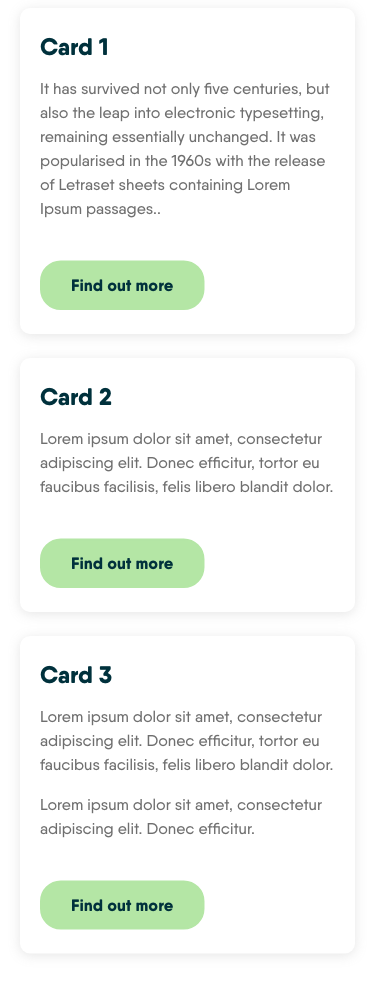 Card 1
It has survived not only five centuries, but
also the leap into electronic typesetting,
remaining essentially unchanged. It was
popularised in the 1960s with the release
of Letraset sheets containing Lorem
Ipsum passages..
Find out more
Card 2
Lorem ipsum dolor sit amet, consectetur
adipiscing elit. Donec efficitur, tortor eu
faucibus facilisis, felis libero blandit dolor.
Find out more
Card 3
Lorem ipsum dolor sit amet, consectetur
adipiscing elit. Donec efficitur, tortor eu
faucibus facilisis, felis libero blandit dolor.
Lorem ipsum dolor sit amet, consectetur
adipiscing elit. Donec efficitur.
Find out more